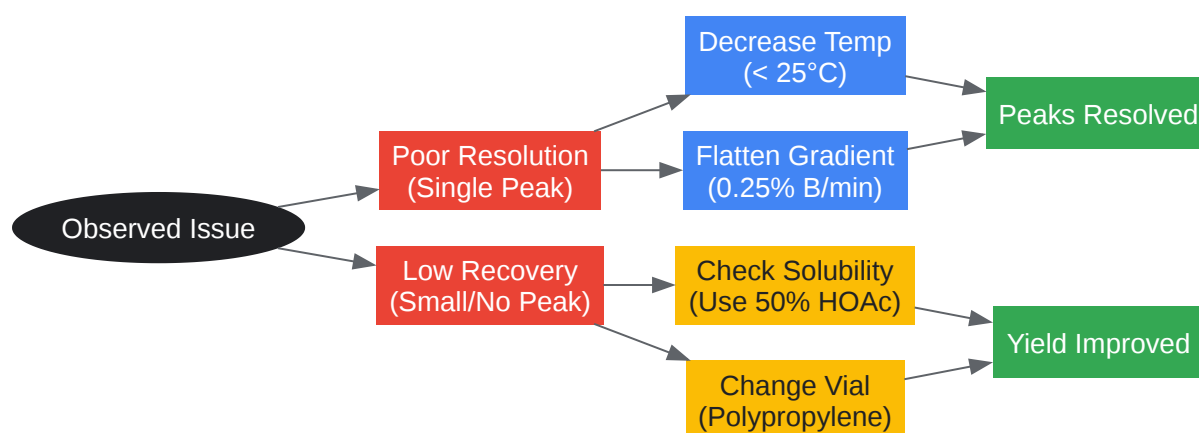 Observed Issue
Poor Resolution
(Single Peak)
Low Recovery
(Small/No Peak)
Decrease Temp
(< 25°C)
Flatten Gradient
(0.25% B/min)
Check Solubility
(Use 50% HOAc)
Change Vial
(Polypropylene)
Peaks Resolved
Yield Improved